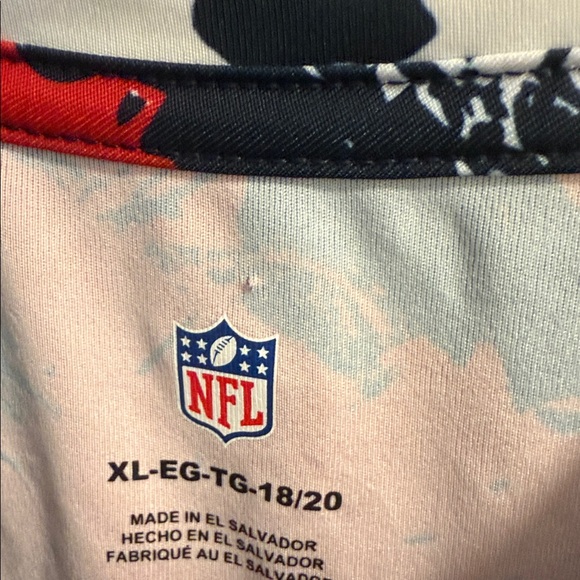 NFL
XL-EG-TG-18/20
MADE IN EL SALVADOR
HECHO EN EL SALVADOR
FABRIQUÉ AU EL SALVADOR